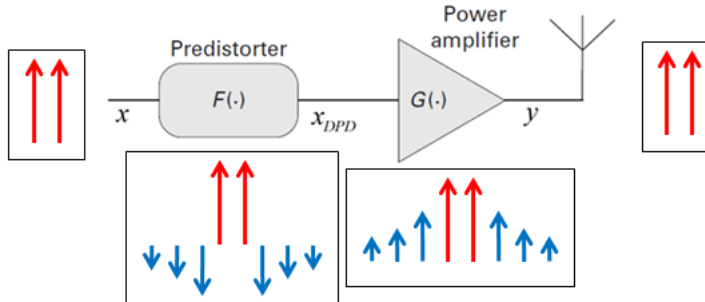 Power
amplifier
Predistorter
F(.)
G(.)
x
x_DPD
y